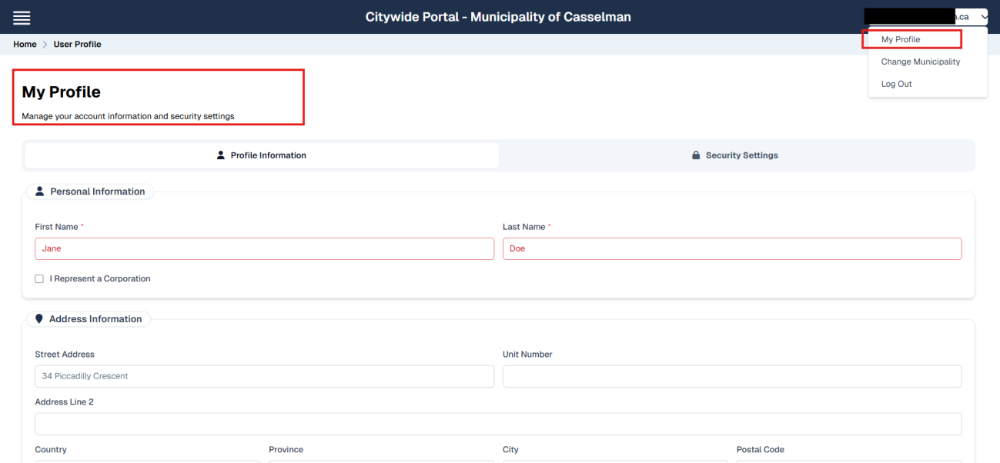 Citywide Portal - Municipality of Casselman
.ca
Home > User Profile
My Profile
Change Municipality
Log Out
My Profile
Manage your account information and security settings
Profile Information
Security Settings
Personal Information
First Name *
Last Name *
Jane
Doe
I Represent a Corporation
Address Information
Street Address
Unit Number
34 Piccadilly Crescent
Address Line 2
Country
Province
City
Postal Code